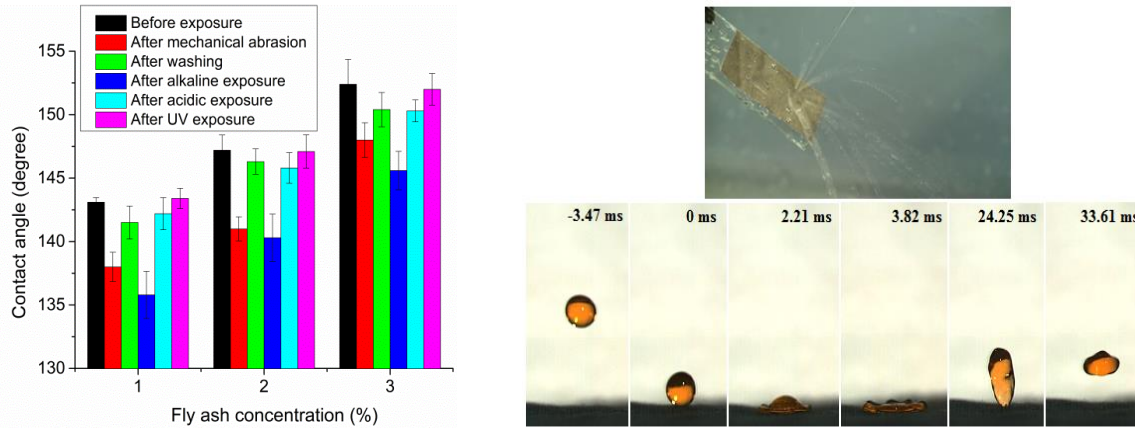 Before exposure
After mechanical abrasion
After washing
After alkaline exposure
After acidic exposure
After UV exposure
155
150
145
140
135
130
Contact angle (degree)
1 2 3
Fly ash concentration (%)
-3.47 ms 0 ms 2.21 ms 3.82 ms 24.25 ms 33.61 ms